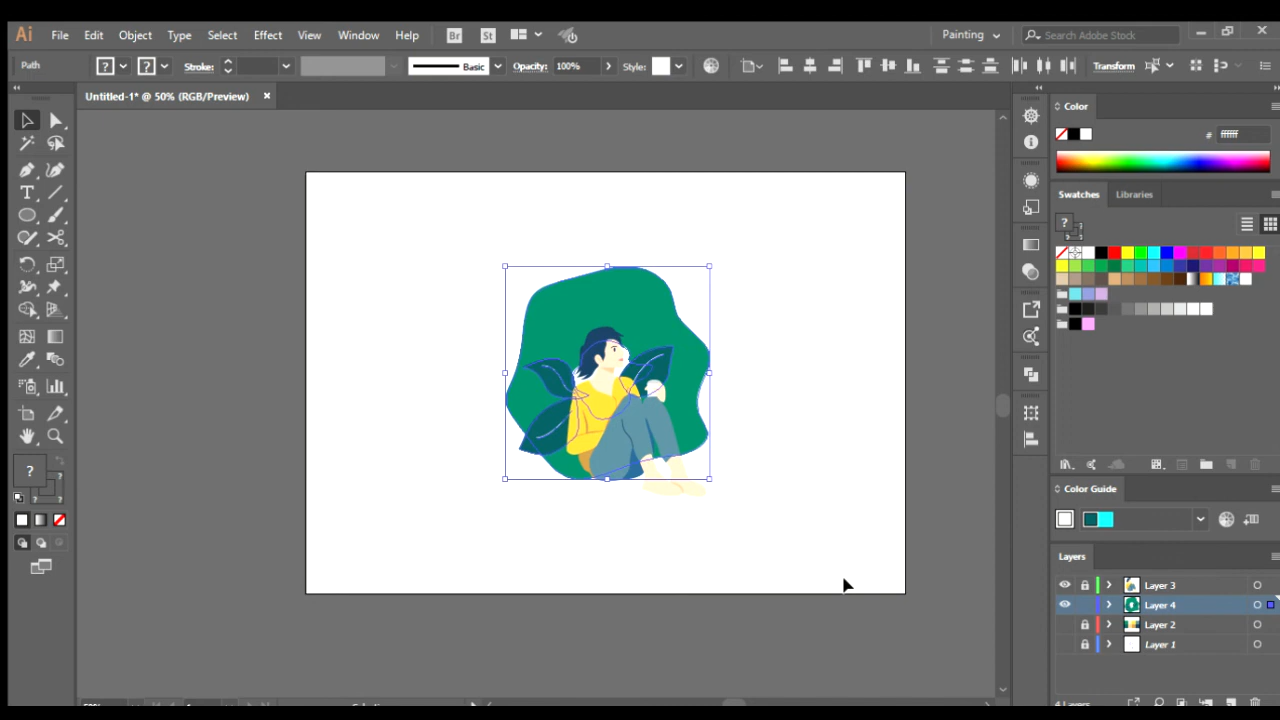 Ai File Edit Object Type Select Effect View Window Help Br St Painting Search Adobe Stock
Path ? ? Stroke: Basic Opacity: 100% Style: Transform
Untitled-1* @ 50% (RGB/Preview)
Color
# ffffff
Swatches Libraries
?
?
Color Guide
Layers
Layer 3
Layer 4
Layer 2
Layer 1
4 Layers